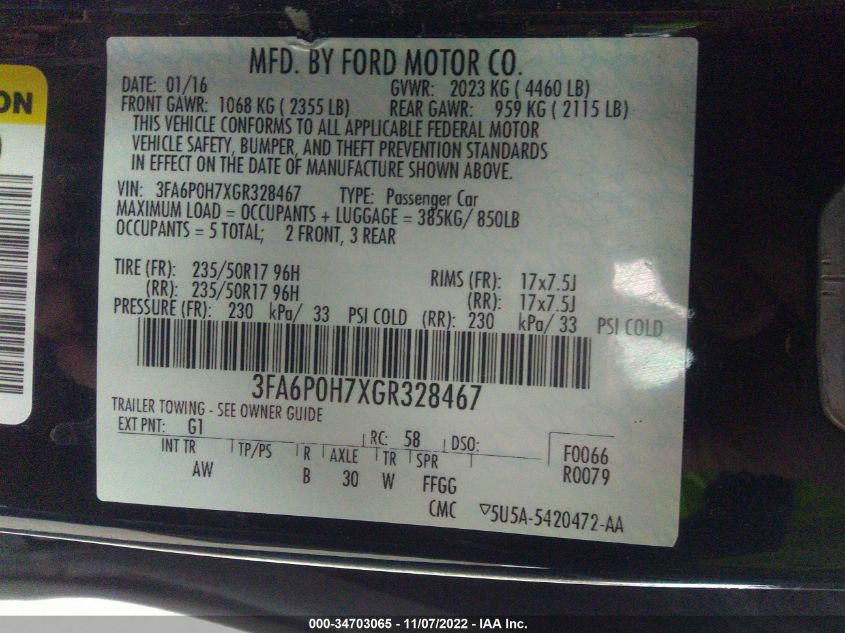 ON
MFD. BY FORD MOTOR CO.
DATE: 01/16 GVWR: 2023 KG ( 4460 LB)
FRONT GAWR: 1068 KG ( 2355 LB) REAR GAWR: 959 KG ( 2115 LB)
THIS VEHICLE CONFORMS TO ALL APPLICABLE FEDERAL MOTOR
VEHICLE SAFETY, BUMPER, AND THEFT PREVENTION STANDARDS
IN EFFECT ON THE DATE OF MANUFACTURE SHOWN ABOVE.
VIN: 3FA6P0H7XGR328467 TYPE: Passenger Car
MAXIMUM LOAD = OCCUPANTS + LUGGAGE = 385KG/ 850LB
OCCUPANTS = 5 TOTAL; 2 FRONT, 3 REAR
TIRE (FR): 235/50R17 96H RIMS (FR): 17x7.5J
(RR): 235/50R17 96H (RR): 17x7.5J
PRESSURE (FR): 230 kPa/ 33 PSI COLD (RR): 230 kPa/ 33 PSI COLD
3FA6P0H7XGR328467
TRAILER TOWING - SEE OWNER GUIDE
EXT PNT: G1 RC: 58 DSO: F0066
INT TR TP/PS R AXLE TR SPR R0079
AW B 30 W FFGG
CMC 5U5A-5420472-AA
000-34703065 - 11/07/2022 - IAA Inc.